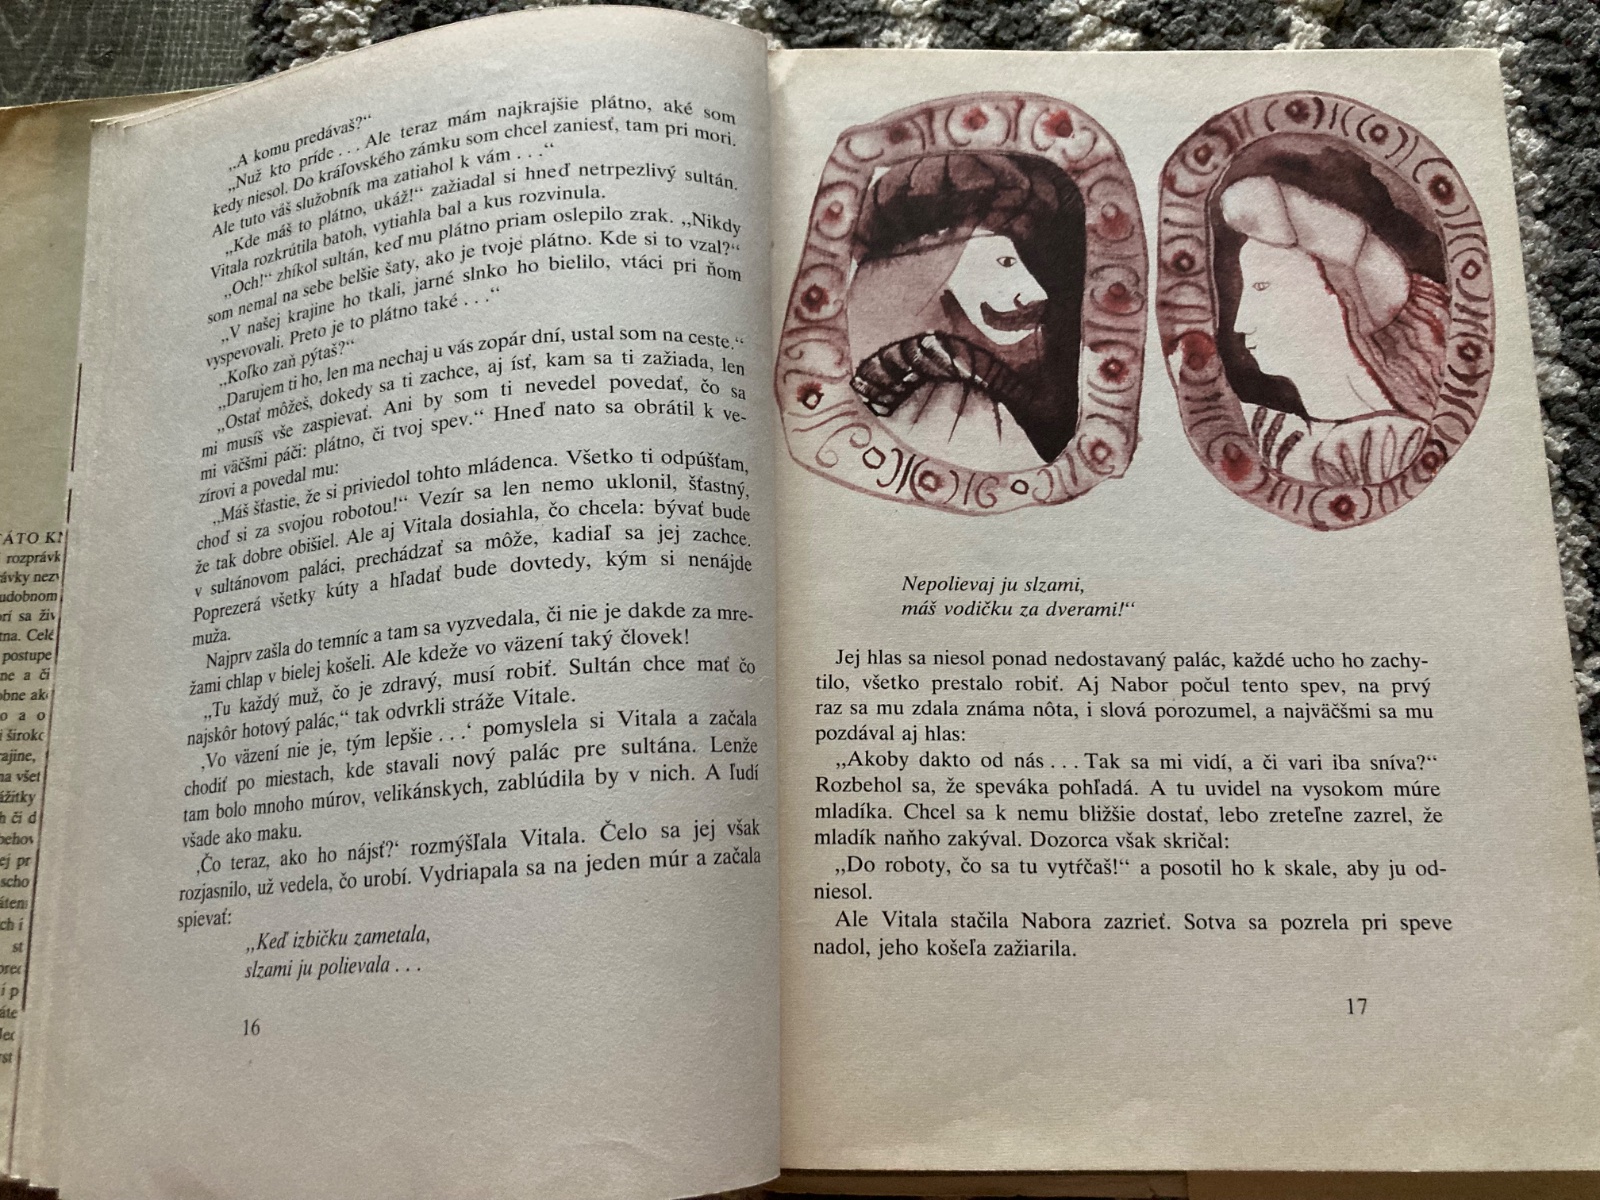 „A komu predávaš?“
„Nuž kto príde . . . Ale teraz mám najkrajšie plátno, aké som
kedy niesol. Do kráľovského zámku som chcel zaniesť, tam pri mori.
Ale tuto váš služobník ma zatiahol k vám . . .“
„Kde máš to plátno, ukáž!“ zažiadal si hneď netrpezlivý sultán.
Vitala rozkrútila batoh, vytiahla bal a kus rozvinula.
„Och!“ zhíkol sultán, keď mu plátno priam oslepilo zrak. „Nikdy
som nemal na sebe belšie šaty, ako je tvoje plátno. Kde si to vzal?“
„V našej krajine ho tkali, jarné slnko ho bielilo, vtáci pri ňom
vyspevovali. Preto je to plátno také . . .“
„Koľko zaň pýtaš?“
„Darujem ti ho, len ma nechaj u vás zopár dní, ustal som na ceste.“
„Ostať môžeš, dokedy sa ti zachce, aj ísť, kam sa ti zažiada, len
mi musíš vše zaspievať. Ani by som ti nevedel povedať, čo sa
mi väčšmi páči: plátno, či tvoj spev.“ Hneď nato sa obrátil k ve-
zírovi a povedal mu:
„Máš šťastie, že si priviedol tohto mládenca. Všetko ti odpúšťam,
choď si za svojou robotou!“ Vezír sa len nemo uklonil, šťastný,
že tak dobre obišiel. Ale aj Vitala dosiahla, čo chcela: bývať bude
v sultánovom paláci, prechádzať sa môže, kadiaľ sa jej zachce.
Poprezerá všetky kúty a hľadať bude dovtedy, kým si nenájde
muža.
Najprv zašla do temníc a tam sa vyzvedala, či nie je dakde za mre-
žami chlap v bielej košeli. Ale kdeže vo väzení taký človek!
„Tu každý muž, čo je zdravý, musí robiť. Sultán chce mať čo
najskôr hotový palác,“ tak odvrkli stráže Vitale.
‚Vo väzení nie je, tým lepšie . . .‘ pomyslela si Vitala a začala
chodiť po miestach, kde stavali nový palác pre sultána. Lenže
tam bolo mnoho múrov, velikánskych, zablúdila by v nich. A ľudí
všade ako maku.
‚Čo teraz, ako ho nájsť?‘ rozmýšľala Vitala. Čelo sa jej však
rozjasnilo, už vedela, čo urobí. Vydriapala sa na jeden múr a začala
spievať:
„Keď izbičku zametala,
slzami ju polievala . . .
16
Nepolievaj ju slzami,
máš vodičku za dverami!“
Jej hlas sa niesol ponad nedostavaný palác, každé ucho ho zachy-
tilo, všetko prestalo robiť. Aj Nabor počul tento spev, na prvý
raz sa mu zdala známa nôta, i slová porozumel, a najväčšmi sa mu
pozdával aj hlas:
„Akoby dakto od nás . . . Tak sa mi vidí, a či vari iba sníva?“
Rozbehol sa, že speváka pohľadá. A tu uvidel na vysokom múre
mladíka. Chcel sa k nemu bližšie dostať, lebo zreteľne zazrel, že
mladík naňho zakýval. Dozorca však skríkol:
„Do roboty, čo sa tu vytŕčaš!“ a posotil ho k skale, aby ju od-
niesol.
Ale Vitala stačila Nabora zazrieť. Sotva sa pozrela pri speve
nadol, jeho košeľa zažiarila.
17